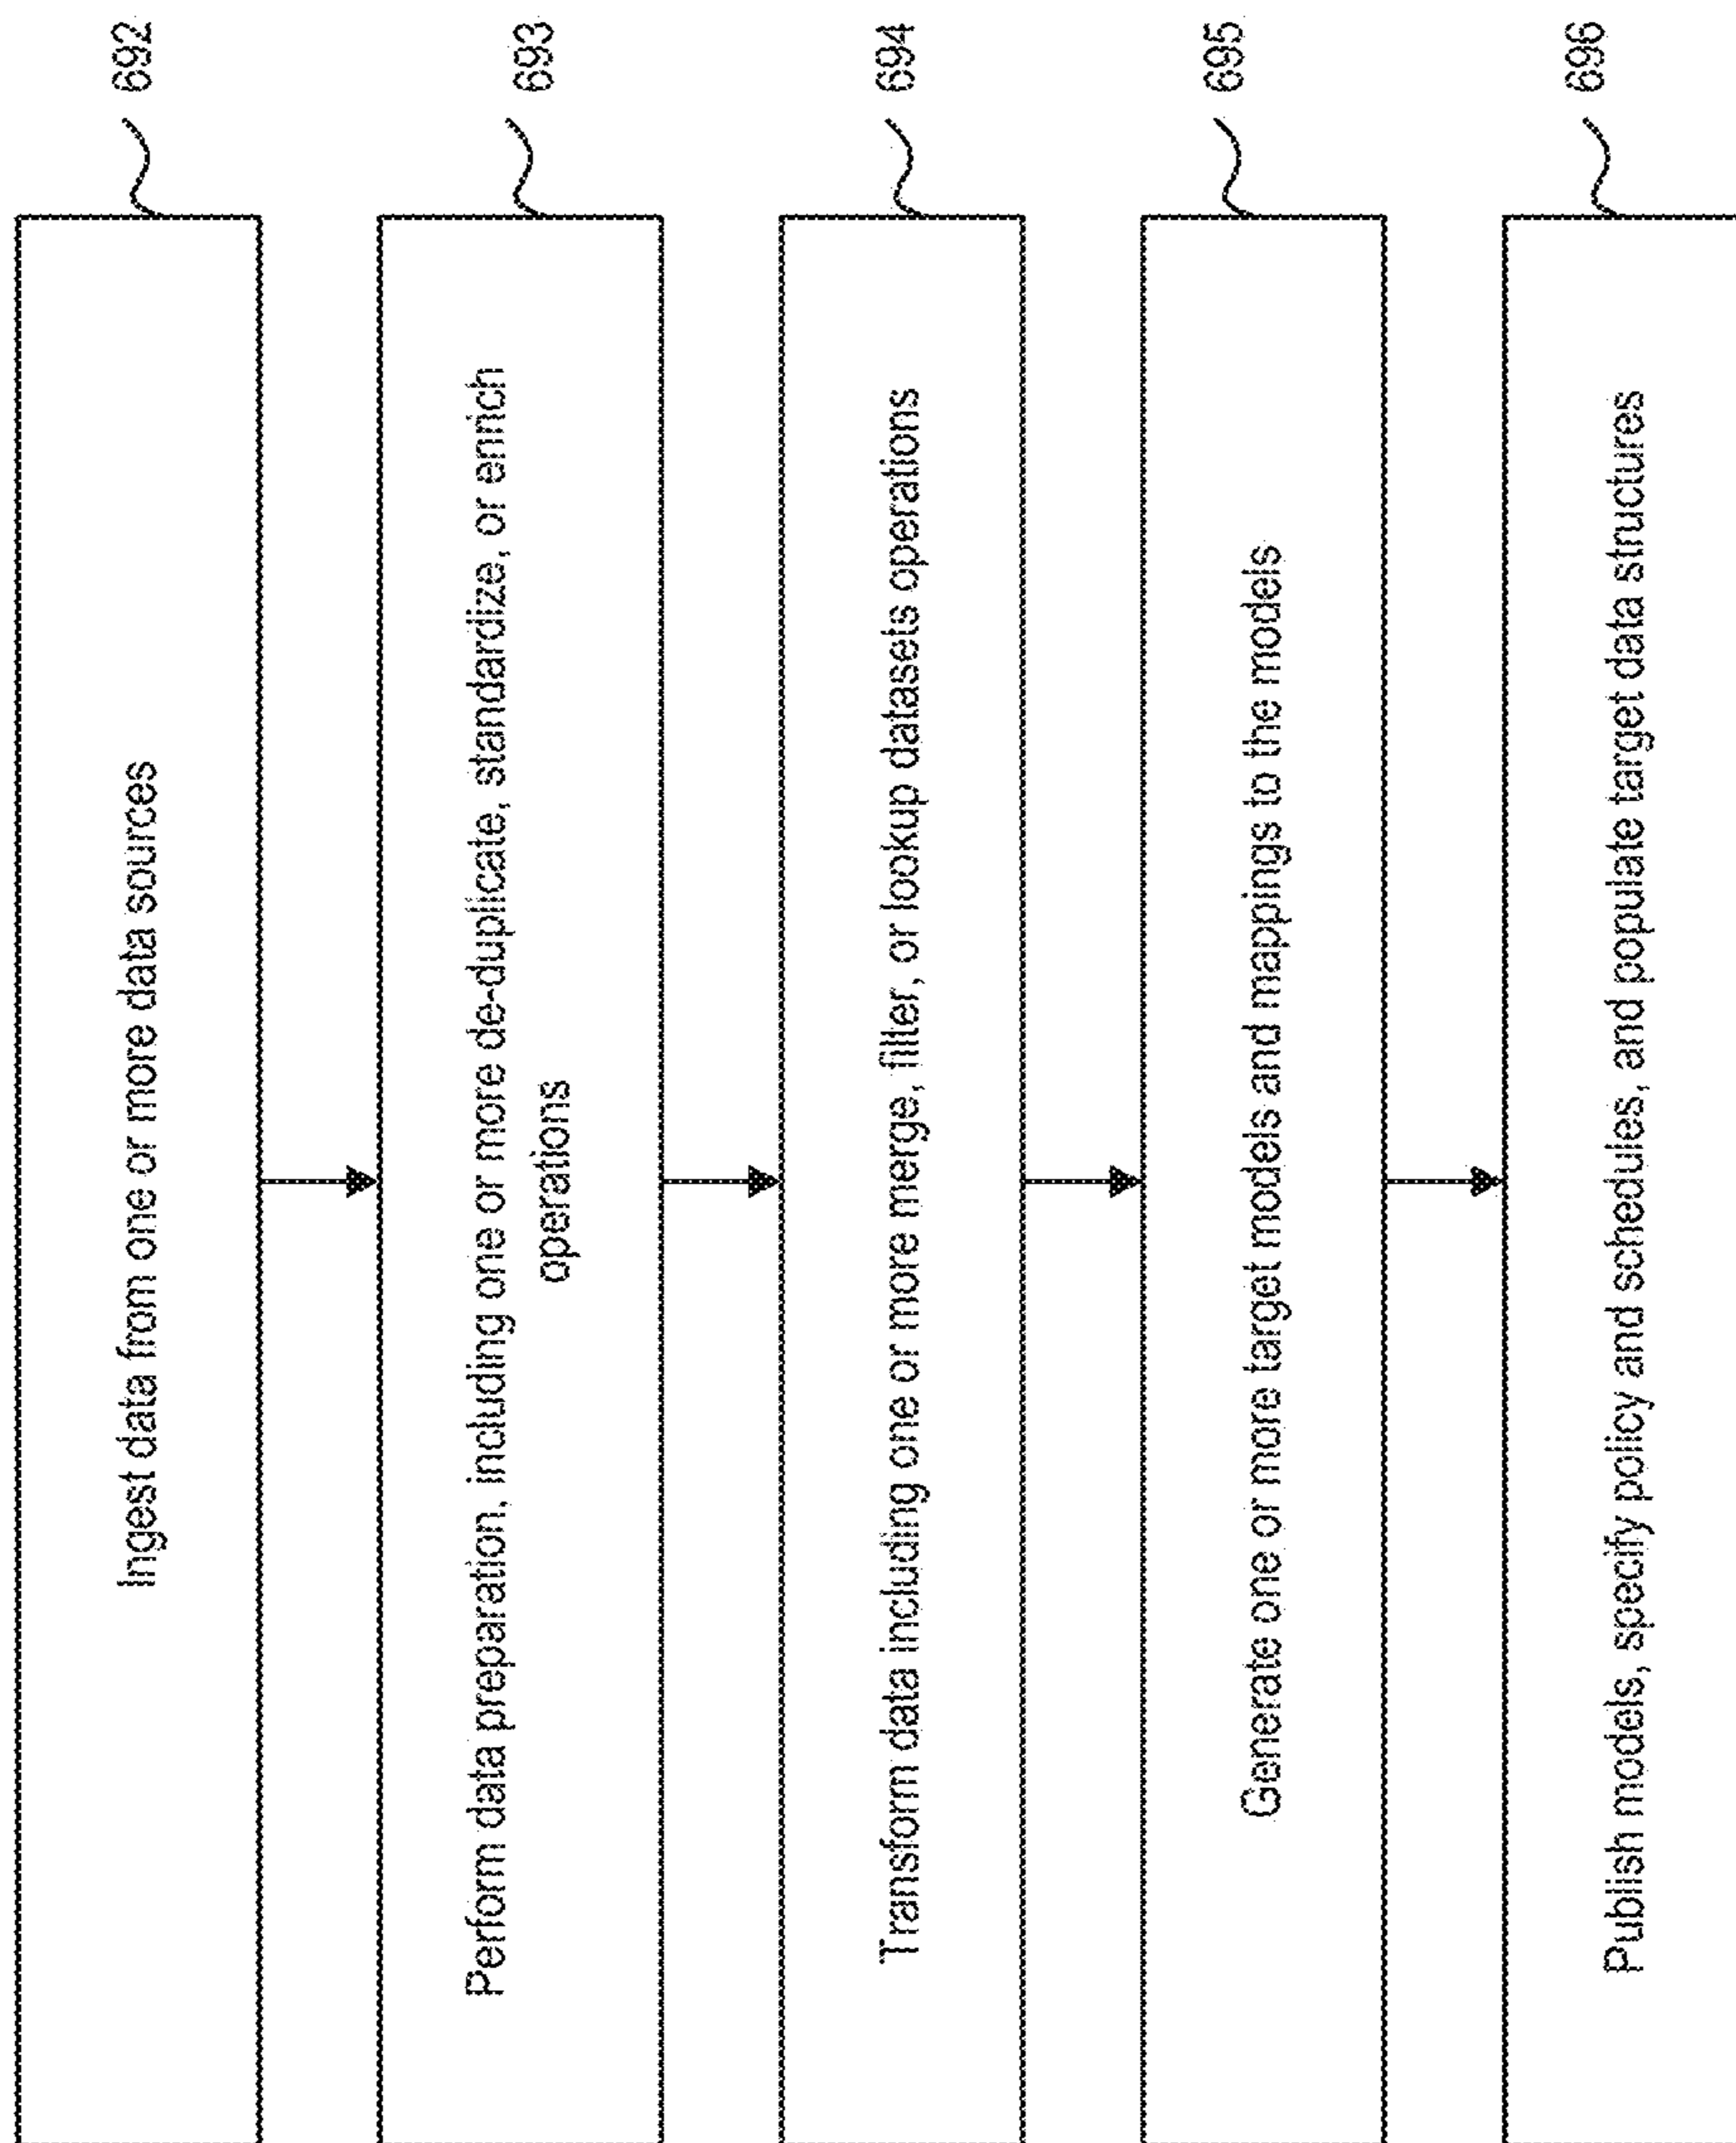 Ingest data from one or more data sources
692
Perform data preparation, including one or more de-duplicate, standardize, or enrich
operations
693
Transform data including one or more merge, filter, or lookup datasets operations
694
Generate one or more target models and mappings to the models
695
Publish models, specify policy and schedules, and populate target data structures
696